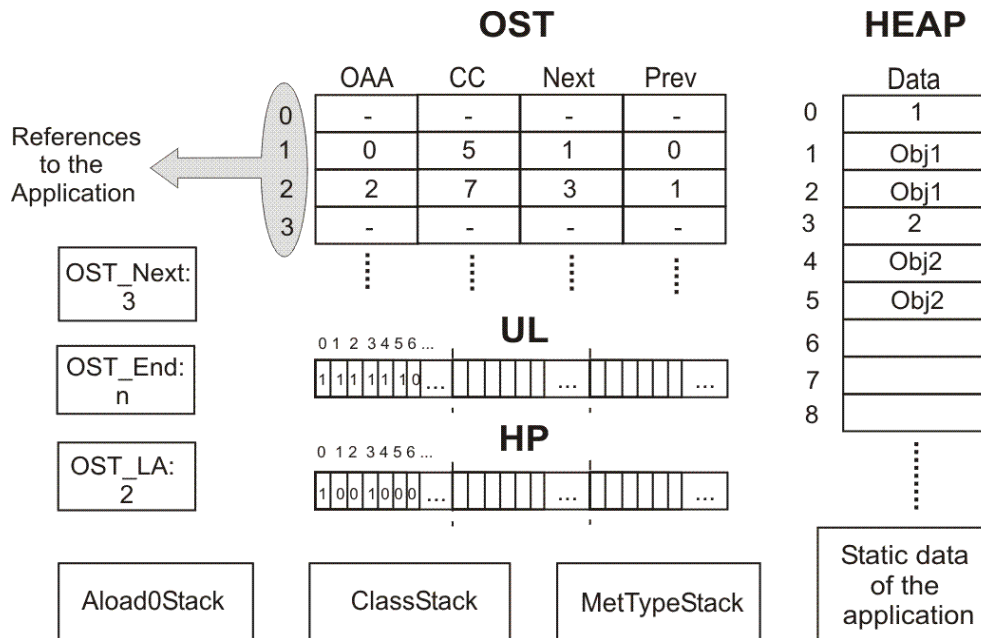 OST HEAP
OAA CC Next Prev Data
0 - - - - 0 1
References to the Application
1 0 5 1 0 1 Obj1
2 2 7 3 1 2 Obj1
3 - - - - 3 2
4 Obj2
5 Obj2
6
7
8
OST_Next:
3
UL
0 1 2 3 4 5 6 ...
1 1 1 1 1 1 0 ... ... ...
OST_End:
n
HP
0 1 2 3 4 5 6 ...
1 0 0 1 0 0 0 ... ... ...
OST_LA:
2
Aload0Stack
ClassStack
MetTypeStack
Static data
of the
application